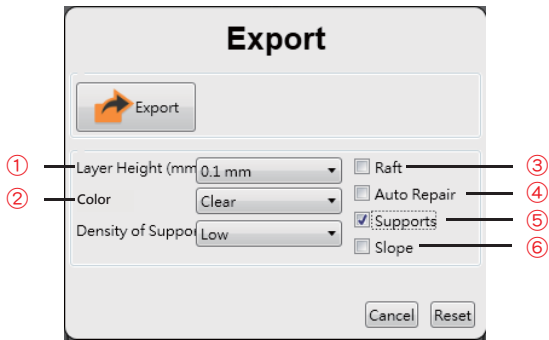 Export
Export
① Layer Height (mm 0.1 mm Raft ③
② Color Clear Auto Repair ④
Density of Suppor Low Supports ⑤
Slope ⑥
Cancel Reset